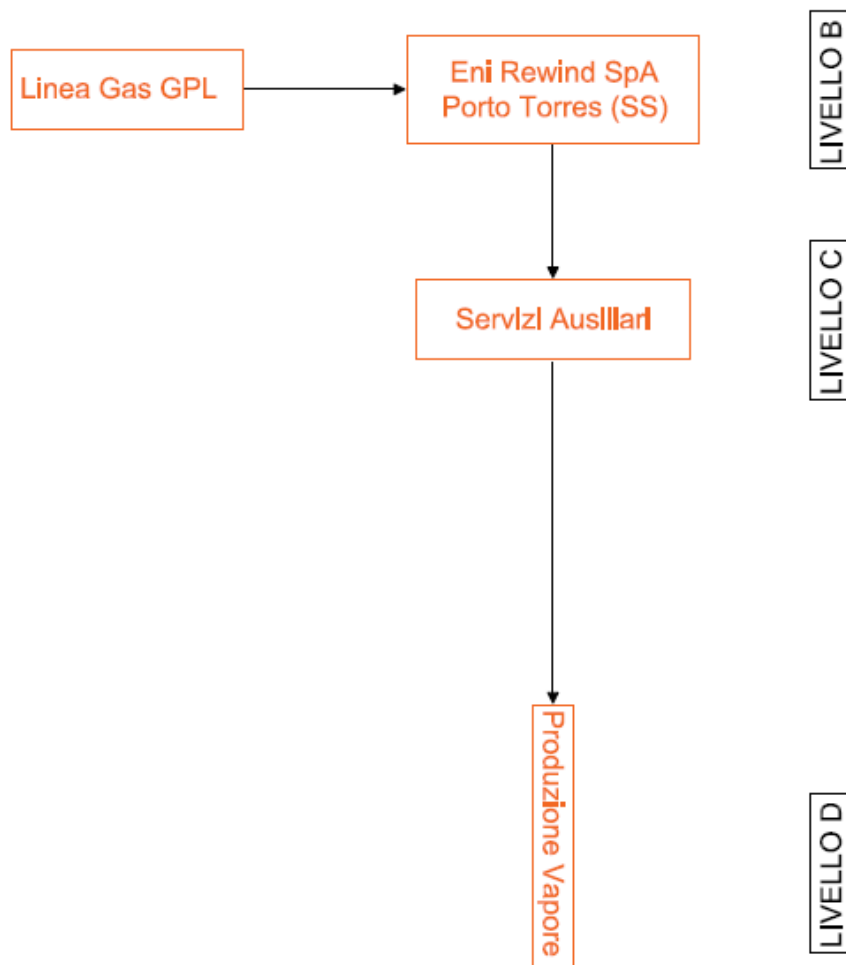 Linea Gas GPL
Eni Rewind SpA
Porto Torres (SS)
LIVELLO B
Servizi Ausiliari
LIVELLO C
Produzione Vapore
LIVELLO D